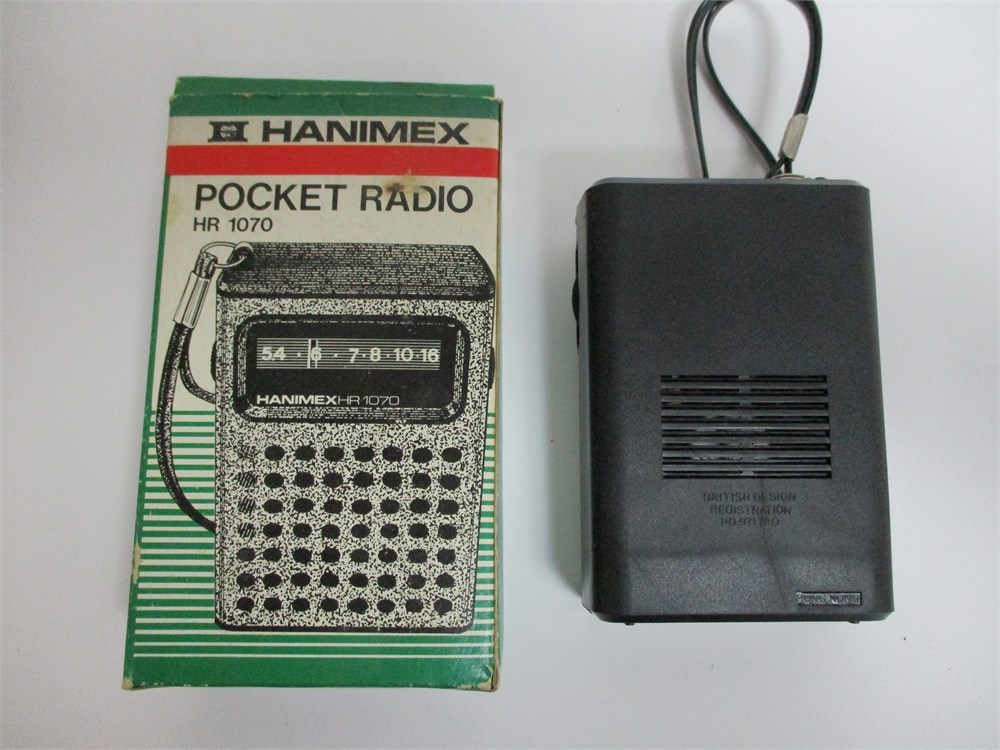 HANIMEX
POCKET RADIO
HR 1070
54 · 6 · 7 · 8 · 10 16
HANIMEX HR 1070
BRITISH DESIGN
REGISTRATION
HONG KONG